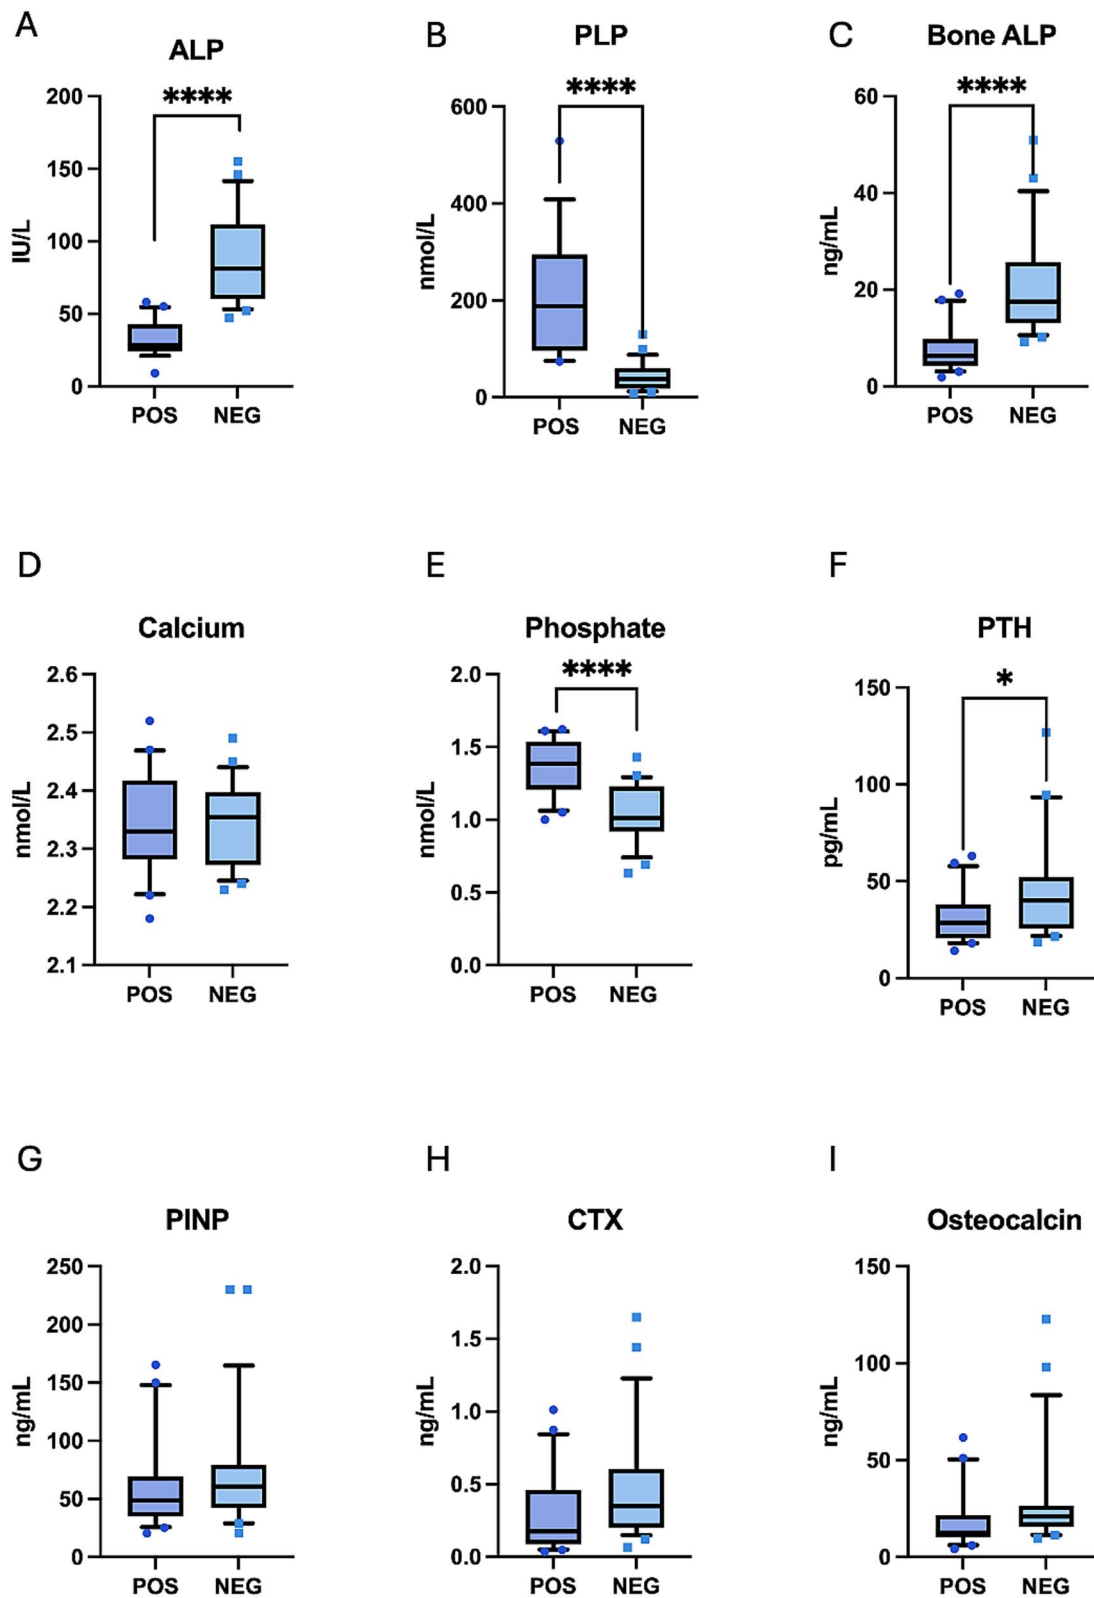 A
ALP
****
IU/L
200
150
100
50
0
POS NEG
B
PLP
****
nmol/L
600
400
200
0
POS NEG
C
Bone ALP
****
ng/mL
60
40
20
0
POS NEG
D
Calcium
nmol/L
2.6
2.5
2.4
2.3
2.2
2.1
POS NEG
E
Phosphate
****
nmol/L
2.0
1.5
1.0
0.5
0.0
POS NEG
F
PTH
*
pg/mL
150
100
50
0
POS NEG
G
PINP
ng/mL
250
200
150
100
50
0
POS NEG
H
CTX
ng/mL
2.0
1.5
1.0
0.5
0.0
POS NEG
I
Osteocalcin
ng/mL
150
100
50
0
POS NEG